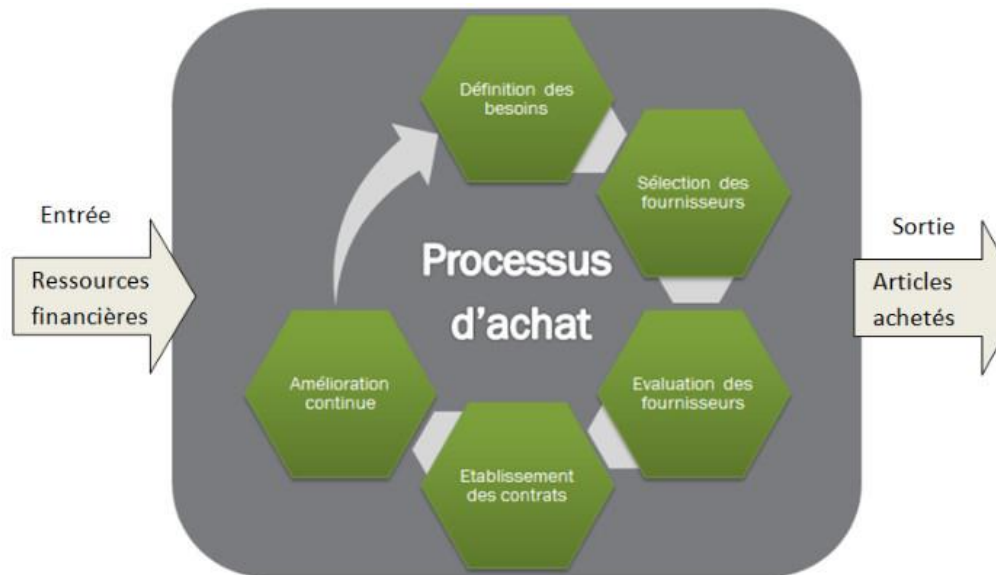 Définition des
besoins
Sélection des
fournisseurs
Entrée
Ressources
financières
Processus
d'achat
Sortie
Articles
achetés
Evaluation des
fournisseurs
Amélioration
continue
Etablissement
des contrats